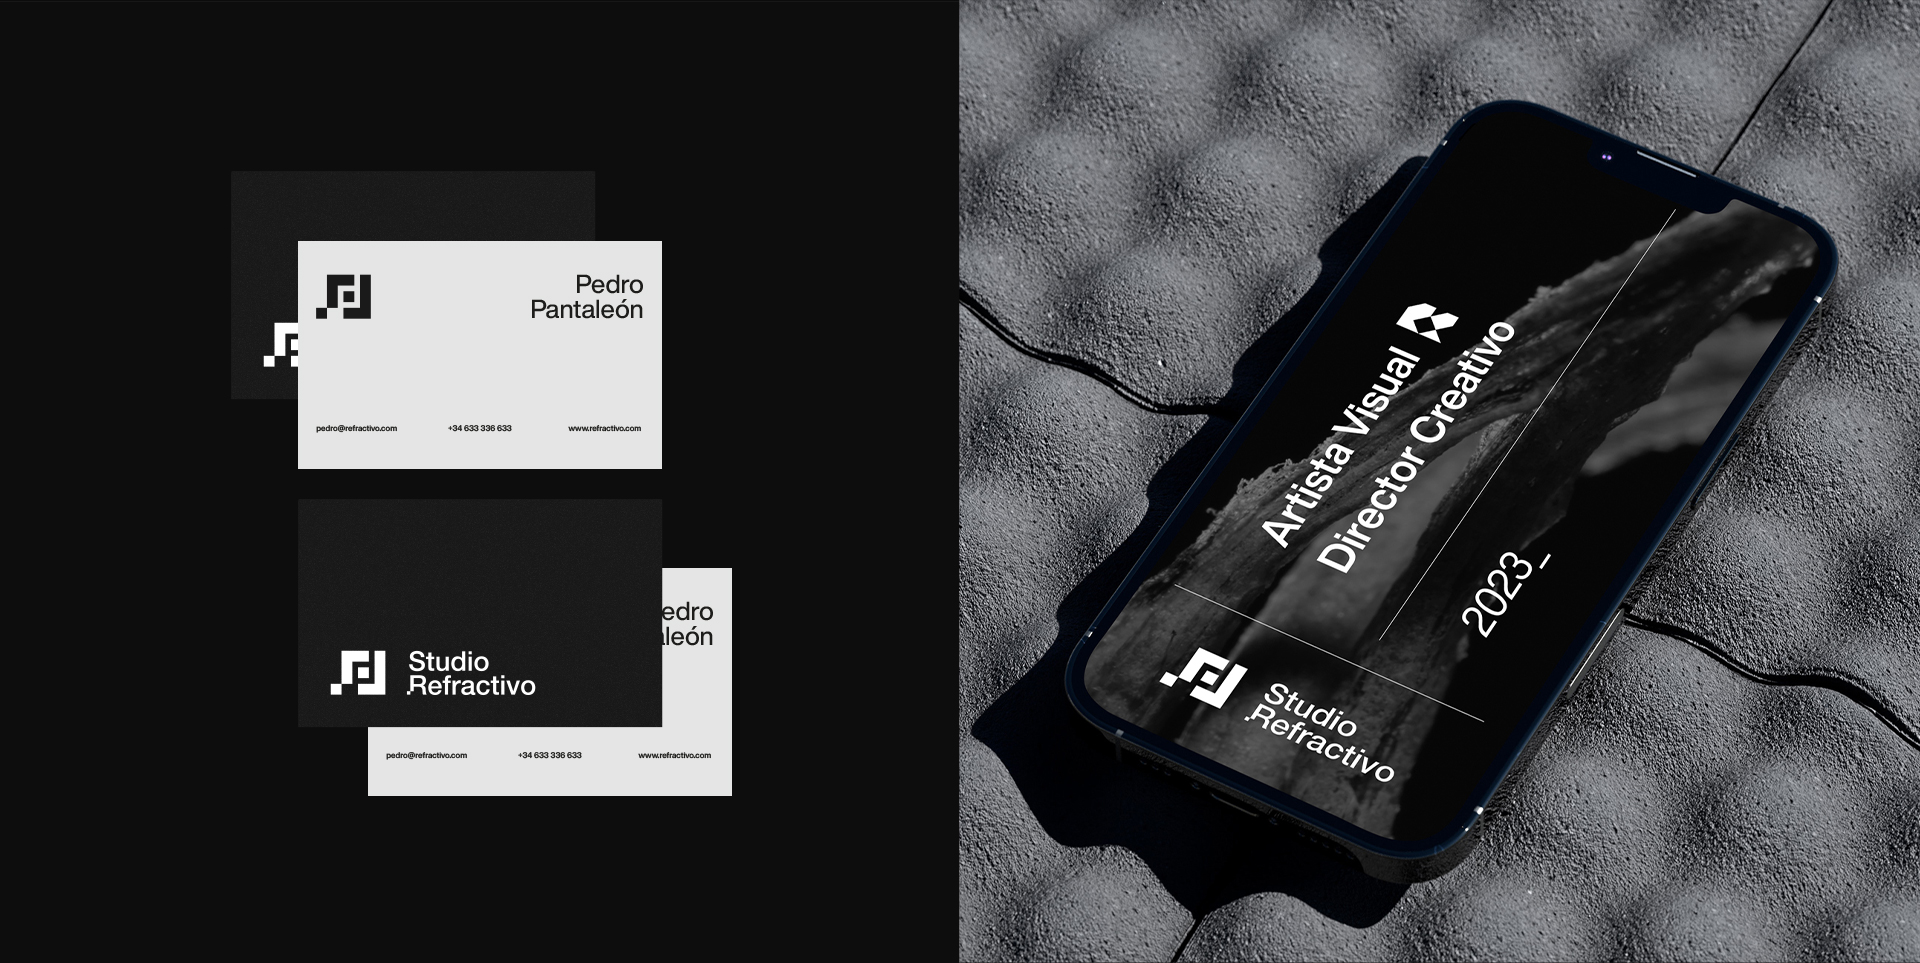 Pedro
Pantaleón
pedro@refractivo.com
+34 633 336 633
www.refractivo.com
Studio
.Refractivo
edro
aleón
pedro@refractivo.com
+34 633 336 633
www.refractivo.com
Artista Visual
Director Creativo
2023_
Studio
.Refractivo